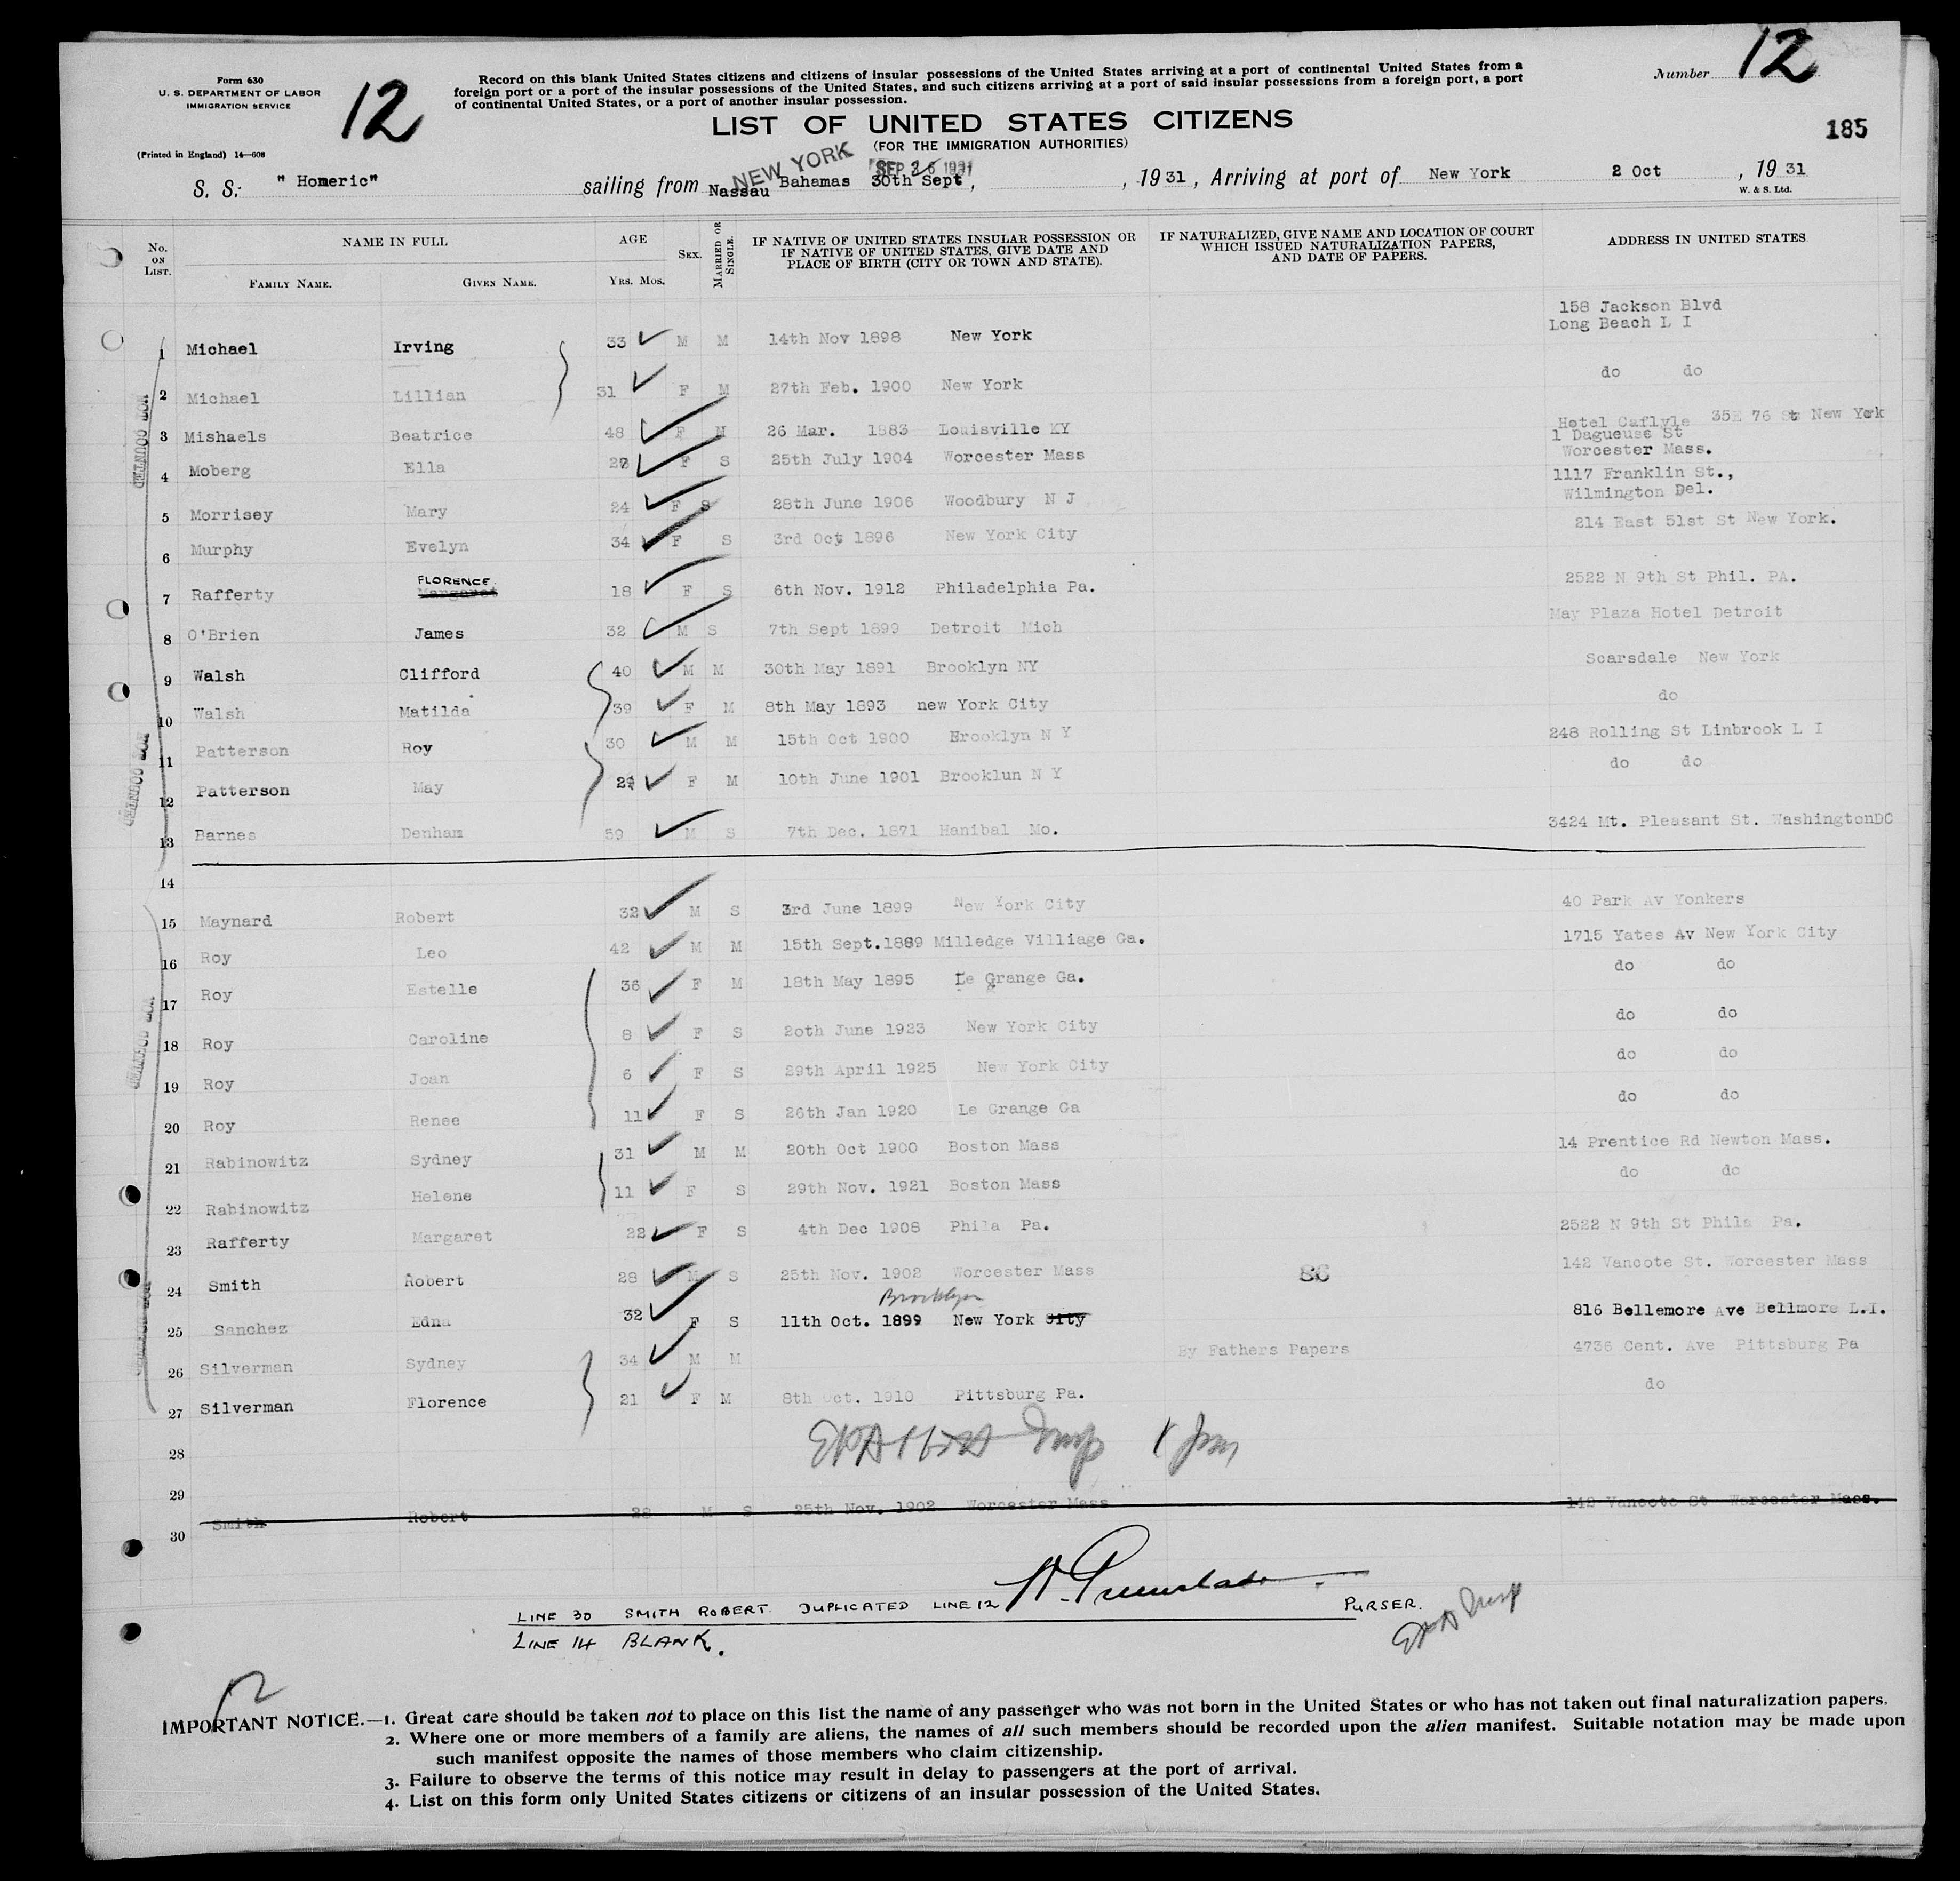 Form 630
U. S. DEPARTMENT OF LABOR
IMMIGRATION SERVICE
(Printed in England) 14—608
12
Record on this blank United States citizens and citizens of insular possessions of the United States arriving at a port of continental United States from a
foreign port or a port of the insular possessions of the United States, and such citizens arriving at a port of said insular possessions from a foreign port, a port
of continental United States, or a port of another insular possession.
Number 12
LIST OF UNITED STATES CITIZENS
(FOR THE IMMIGRATION AUTHORITIES)
185
NEW YORK SEP 26 1931
S. S. "Homeric" sailing from Nassau Bahamas 30th Sept, , 1931, Arriving at port of New York 2 Oct , 1931
W. & S. Ltd.
No. ON LIST. NAME IN FULL AGE SEX. MARRIED OR SINGLE. IF NATIVE OF UNITED STATES INSULAR POSSESSION OR IF NATIVE OF UNITED STATES, GIVE DATE AND PLACE OF BIRTH (CITY OR TOWN AND STATE). IF NATURALIZED, GIVE NAME AND LOCATION OF COURT WHICH ISSUED NATURALIZATION PAPERS, AND DATE OF PAPERS. ADDRESS IN UNITED STATES
FAMILY NAME. GIVEN NAME. YRS. MOS.
1 Michael Irving 33 M M 14th Nov 1898 New York 158 Jackson Blvd Long Beach L I
2 Michael Lillian 31 F M 27th Feb. 1900 New York do do
3 Mishaels Beatrice 48 F M 26 Mar. 1883 Louisville KY Hotel Caflyle 35E 76 St New York
4 Moberg Ella F S 25th July 1904 Worcester Mass 1 Dagueuse St Worcester Mass.
5 Morrisey Mary 24 F S 28th June 1906 Woodbury N J 1117 Franklin St., Wilmington Del.
6 Murphy Evelyn 34 F S 3rd Oct 1896 New York City 214 East 51st St New York.
7 Rafferty FLORENCE Margaret 18 F S 6th Nov. 1912 Philadelphia Pa. 2522 N 9th St Phil. PA.
8 O'Brien James 32 M S 7th Sept 1899 Detroit Mich May Plaza Hotel Detroit
9 Walsh Clifford 40 M M 30th May 1891 Brooklyn NY Scarsdale New York
10 Walsh Matilda 39 F M 8th May 1893 new York City do
11 Patterson Roy 30 M M 15th Oct 1900 Brooklyn N Y 248 Rolling St Linbrook L I
12 Patterson May 29 F M 10th June 1901 Brooklun N Y do do
13 Barnes Denham 59 M S 7th Dec. 1871 Hanibal Mo. 3424 Mt. Pleasant St. WashingtonDC
14
15 Maynard Robert 32 M S 3rd June 1899 New York City 40 Park Av Yonkers
16 Roy Leo 42 M M 15th Sept.1889 Milledge Villiage Ga. 1715 Yates Av New York City
17 Roy Estelle 36 F M 18th May 1895 Le Grange Ga. do do
18 Roy Caroline 8 F S 20th June 1923 New York City do do
19 Roy Joan 6 F S 29th April 1925 New York City do do
20 Roy Renee 11 F S 26th Jan 1920 Le Grange Ga do do
21 Rabinowitz Sydney 31 M M 20th Oct 1900 Boston Mass 14 Prentice Rd Newton Mass.
22 Rabinowitz Helene 11 F S 29th Nov. 1921 Boston Mass do do
23 Rafferty Margaret 22 F S 4th Dec 1908 Phila Pa. 2522 N 9th St Phila Pa.
24 Smith Robert 28 M S 25th Nov. 1902 Worcester Mass 86 142 Vancote St. Worcester Mass
Brooklyn
25 Sanchez Edna 32 F S 11th Oct. 1899 New York City 816 Bellemore Ave Bellmore L.I.
26 Silverman Sydney 34 M M By Fathers Papers 4736 Cent. Ave Pittsburg Pa
27 Silverman Florence 21 F M 8th Oct. 1910 Pittsburg Pa. do
28
29
30 Smith Robert 28 M S 25th Nov. 1902 Worcester Mass 142 Vancote St Worcester Mass.
NOT COUNTED
NOT COUNTED
NOT COUNTED
LINE 30 SMITH ROBERT. DUPLICATED LINE 12 PURSER.
LINE 14 BLANK.
IMPORTANT NOTICE.—1. Great care should be taken not to place on this list the name of any passenger who was not born in the United States or who has not taken out final naturalization papers.
2. Where one or more members of a family are aliens, the names of all such members should be recorded upon the alien manifest. Suitable notation may be made upon
such manifest opposite the names of those members who claim citizenship.
3. Failure to observe the terms of this notice may result in delay to passengers at the port of arrival.
4. List on this form only United States citizens or citizens of an insular possession of the United States.